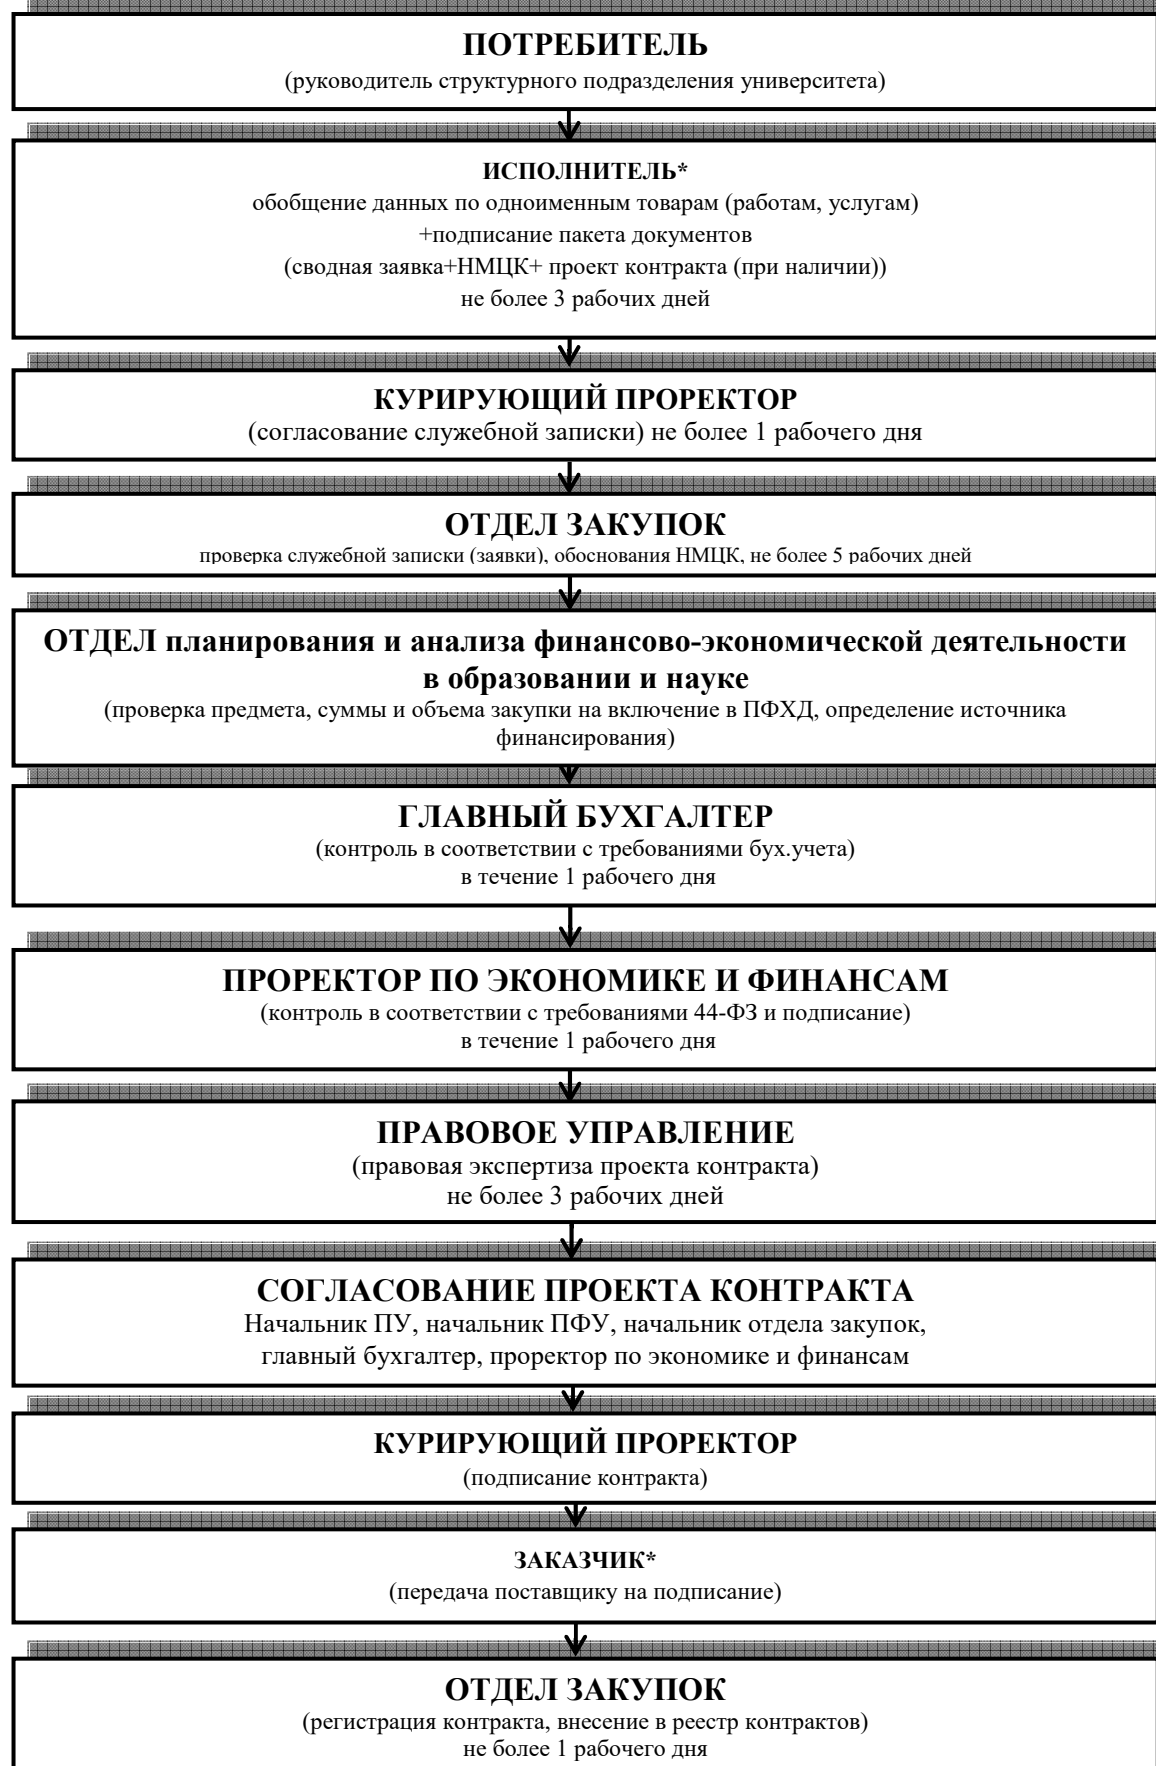 ПОТРЕБИТЕЛЬ
(руководитель структурного подразделения университета)
ИСПОЛНИТЕЛЬ*
обобщение данных по одноименным товарам (работам, услугам)
+подписание пакета документов
(сводная заявка+НМЦК+ проект контракта (при наличии))
не более 3 рабочих дней
КУРИРУЮЩИЙ ПРОРЕКТОР
(согласование служебной записки) не более 1 рабочего дня
ОТДЕЛ ЗАКУПОК
проверка служебной записки (заявки), обоснования НМЦК, не более 5 рабочих дней
ОТДЕЛ планирования и анализа финансово-экономической деятельности
в образовании и науке
(проверка предмета, суммы и объема закупки на включение в ПФХД, определение источника
финансирования)
ГЛАВНЫЙ БУХГАЛТЕР
(контроль в соответствии с требованиями бух.учета)
в течение 1 рабочего дня
ПРОРЕКТОР ПО ЭКОНОМИКЕ И ФИНАНСАМ
(контроль в соответствии с требованиями 44-ФЗ и подписание)
в течение 1 рабочего дня
ПРАВОВОЕ УПРАВЛЕНИЕ
(правовая экспертиза проекта контракта)
не более 3 рабочих дней
СОГЛАСОВАНИЕ ПРОЕКТА КОНТРАКТА
Начальник ПУ, начальник ПФУ, начальник отдела закупок,
главный бухгалтер, проректор по экономике и финансам
КУРИРУЮЩИЙ ПРОРЕКТОР
(подписание контракта)
ЗАКАЗЧИК*
(передача поставщику на подписание)
ОТДЕЛ ЗАКУПОК
(регистрация контракта, внесение в реестр контрактов)
не более 1 рабочего дня